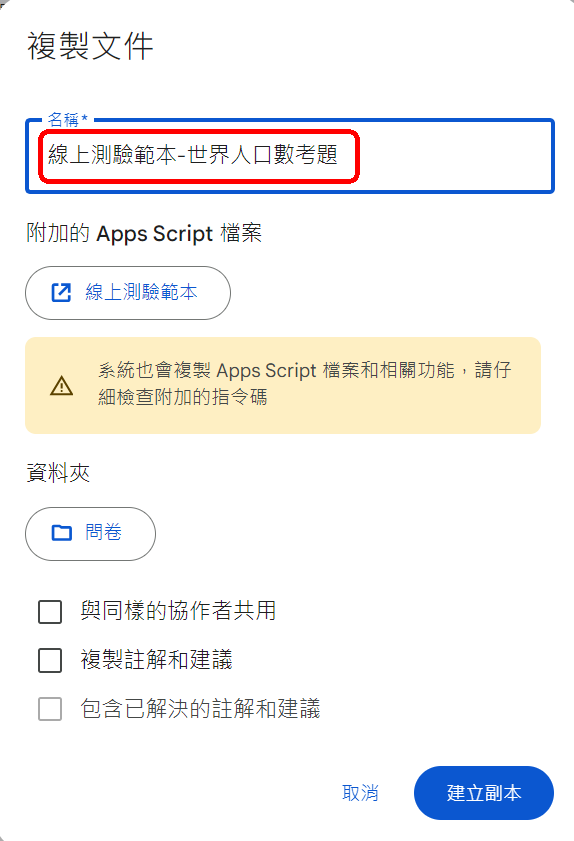 複製文件
名稱*
線上測驗範本-世界人口數考題
附加的 Apps Script 檔案
線上測驗範本
系統也會複製 Apps Script 檔案和相關功能，請仔
細檢查附加的指令碼
資料夾
問卷
與同樣的協作者共用
複製註解和建議
包含已解決的註解和建議
取消
建立副本